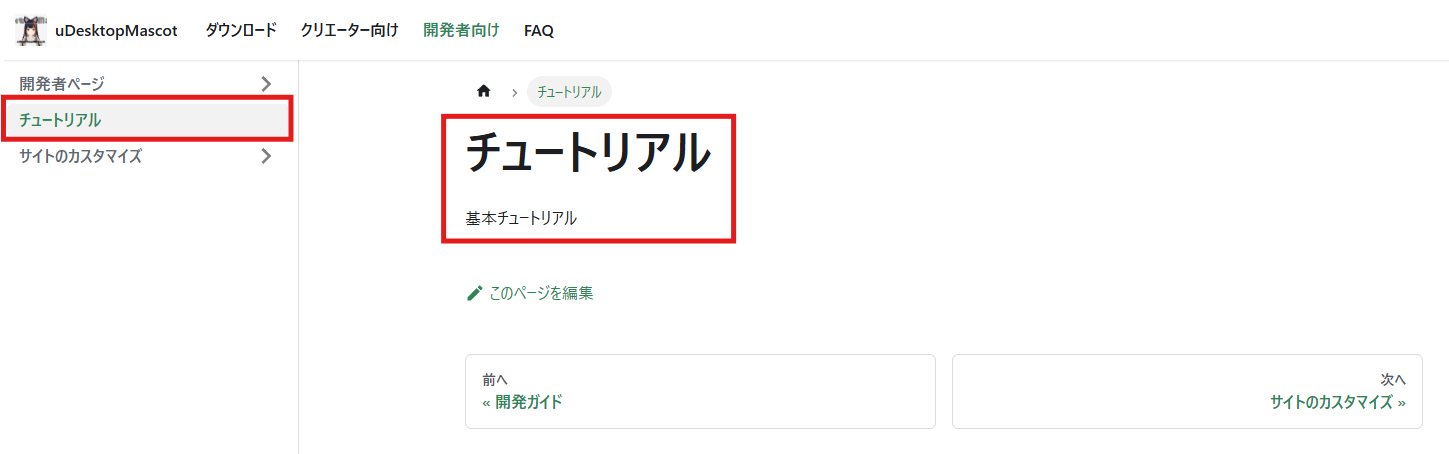 uDesktopMascot ダウンロード クリエーター向け 開発者向け FAQ
開発者ページ
チュートリアル
サイトのカスタマイズ
チュートリアル
チュートリアル
基本チュートリアル
このページを編集
前へ
« 開発ガイド
次へ
サイトのカスタマイズ »